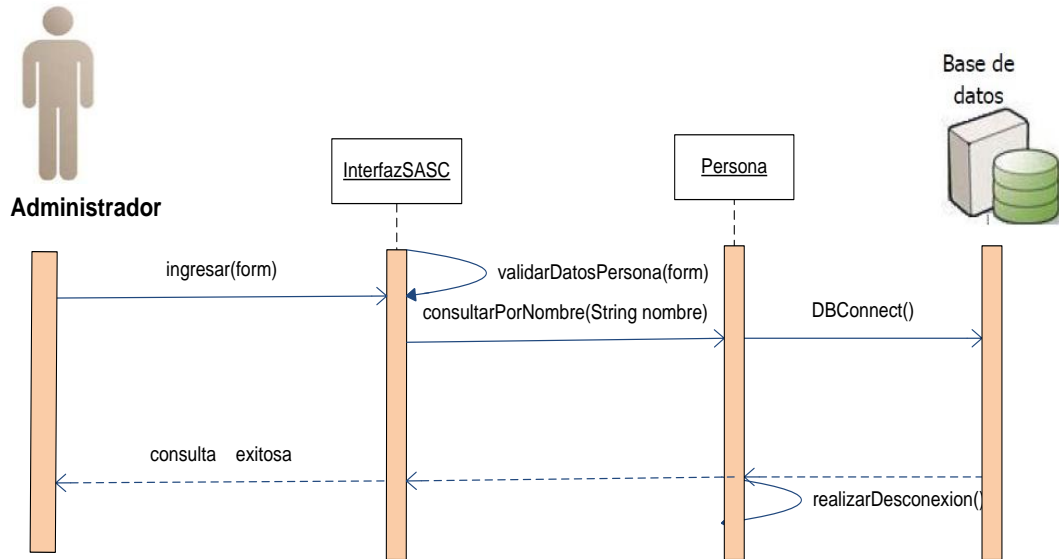 Base de
datos
InterfazSASC
Persona
Administrador
ingresar(form)
validarDatosPersona(form)
consultarPorNombre(String nombre)
DBConnect()
consulta exitosa
realizarDesconexion()